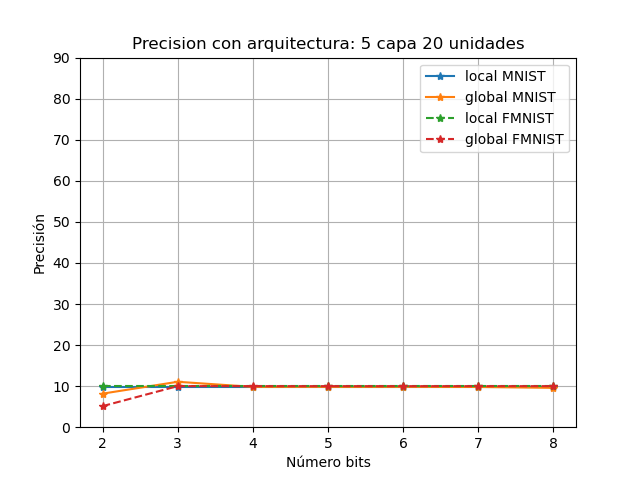 Precision con arquitectura: 5 capa 20 unidades
local MNIST
global MNIST
local FMNIST
global FMNIST
90
80
70
60
50
40
30
20
10
0
Precisión
2 3 4 5 6 7 8
Número bits